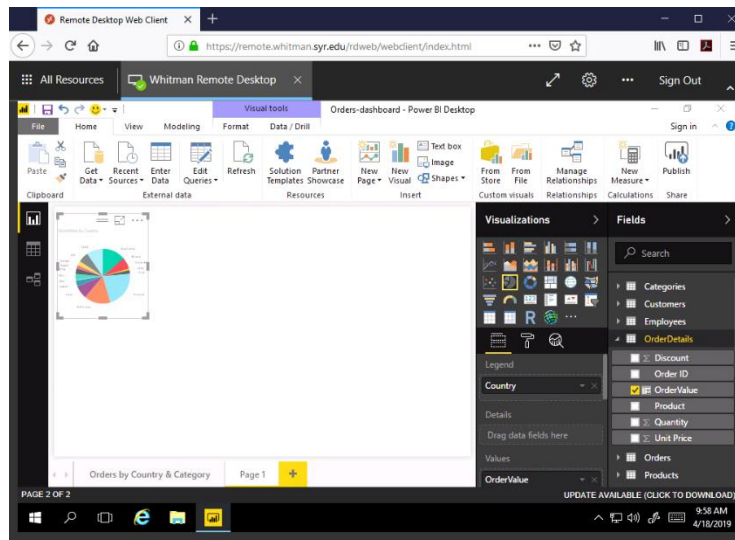 Remote Desktop Web Client
https://remote.whitman.syr.edu/rdweb/webclient/index.html
All Resources
Whitman Remote Desktop
Sign Out
Visual tools
Orders-dashboard - Power BI Desktop
File Home View Modeling Format Data / Drill Sign in
Paste
Get Data
Recent Sources
Enter Data
Edit Queries
Refresh
Solution Templates
Partner Showcase
New Page
New Visual
Text box
Image
Shapes
From Store
From File
Manage Relationships
New Measure
Publish
Clipboard External data Resources Insert Custom visuals Relationships Calculations Share
Visualizations
Legend
Country
Details
Drag data fields here
Values
OrderValue
Fields
Search
Categories
Customers
Employees
OrderDetails
Discount
Order ID
OrderValue
Product
Quantity
Unit Price
Orders
Products
Orders by Country & Category Page 1
PAGE 2 OF 2 UPDATE AVAILABLE (CLICK TO DOWNLOAD)
9:58 AM
4/18/2019